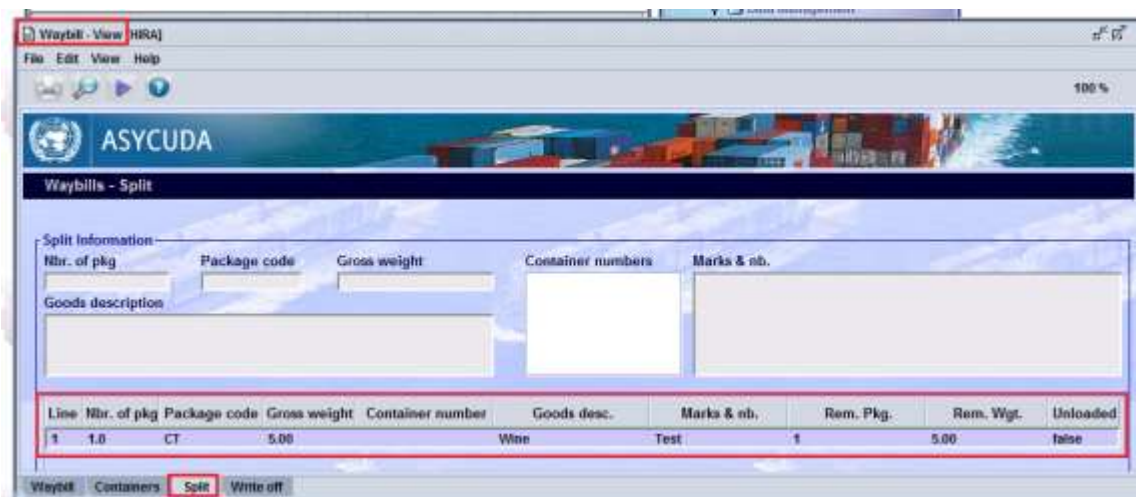 Data Management
Waybill - View [HIRA]
File Edit View Help
100 %
ASYCUDA
Waybills - Split
Split Information
Nbr. of pkg Package code Gross weight Container numbers Marks & nb.
Goods description
Line Nbr. of pkg Package code Gross weight Container number Goods desc. Marks & nb. Rem. Pkg. Rem. Wgt. Unloaded
1 1.0 CT 5.00 Wine Test 1 5.00 false
Waybill Containers Split Write off